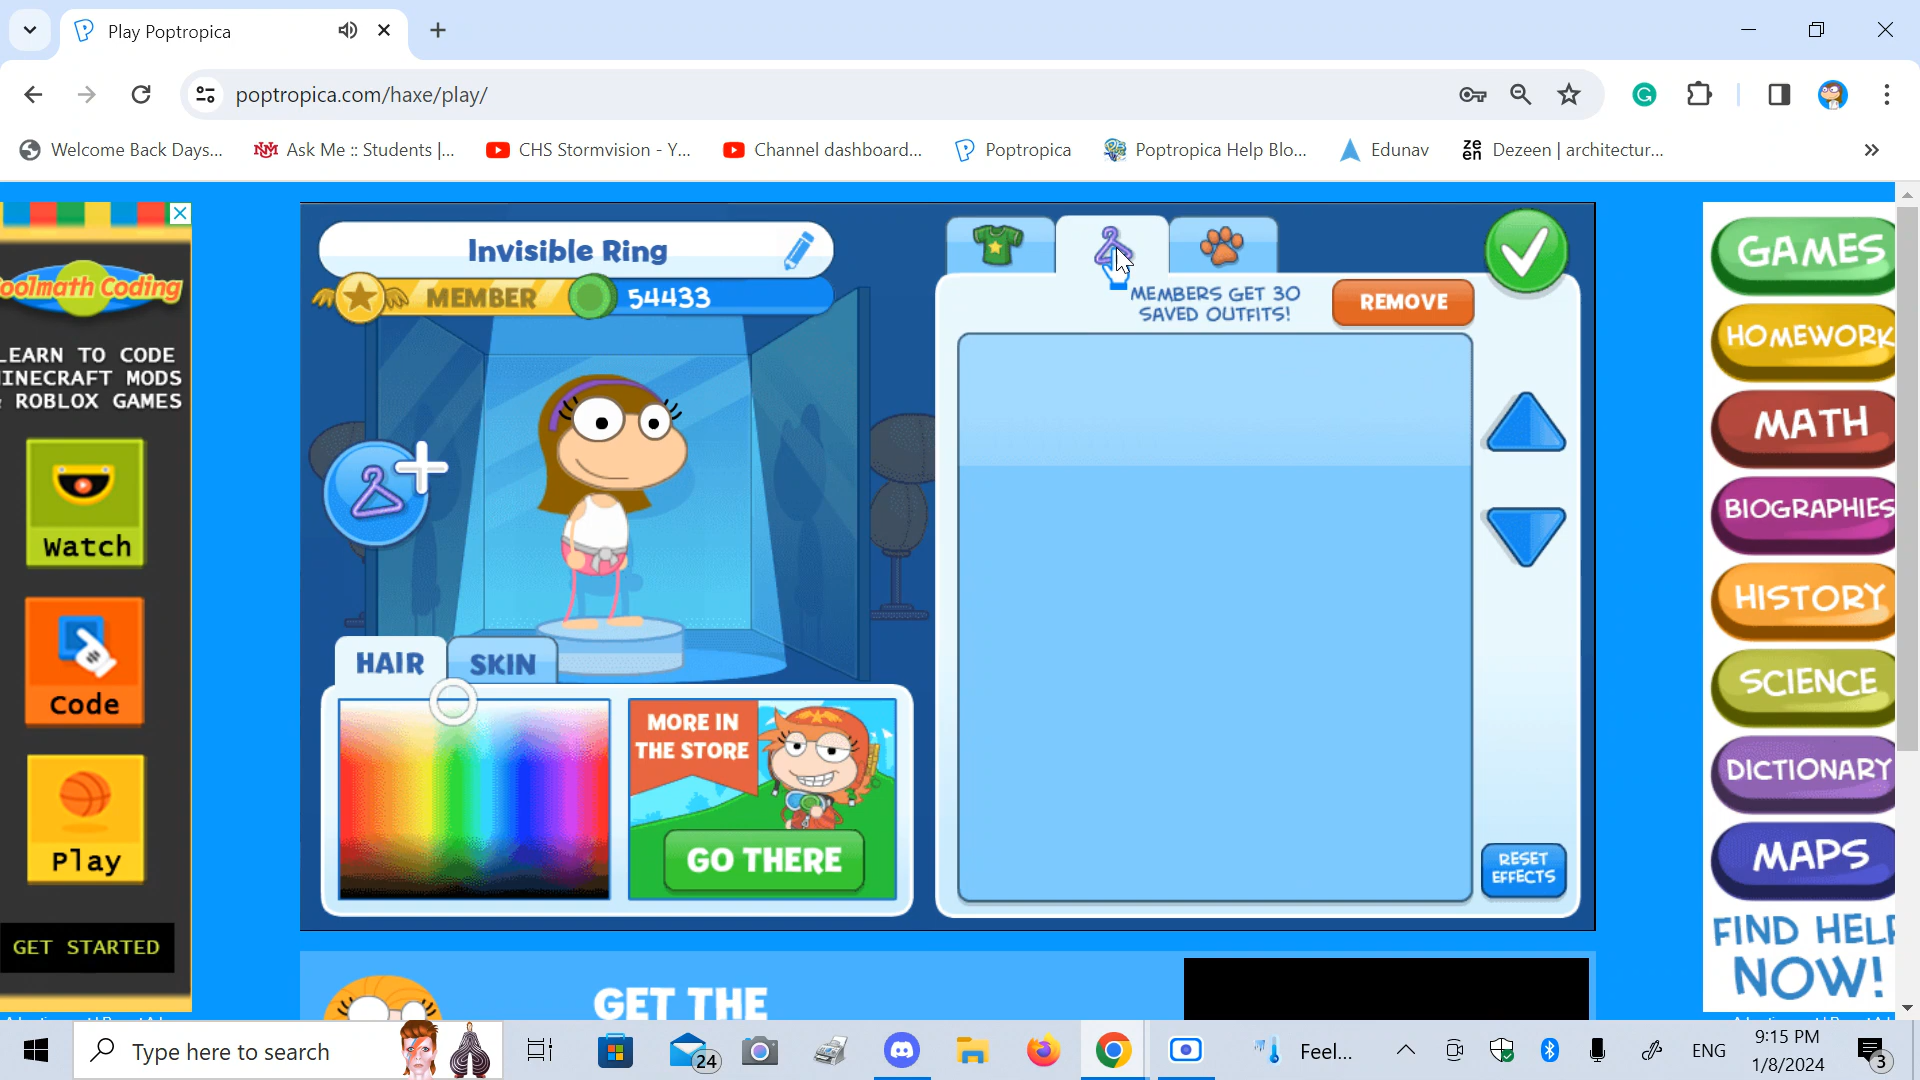 Play Poptropica
poptropica.com/haxe/play/
Welcome Back Days...
NM Ask Me :: Students |...
CHS Stormvision - Y...
Channel dashboard...
Poptropica
Poptropica Help Blo...
Edunav
ze en Dezeen | architectur...
oolmath Coding
LEARN TO CODE
INECRAFT MODS
ROBLOX GAMES
Watch
Code
Play
GET STARTED
Invisible Ring
MEMBER
54433
HAIR
SKIN
MORE IN
THE STORE
GO THERE
MEMBERS GET 30
SAVED OUTFITS!
REMOVE
RESET
EFFECTS
GET THE
GAMES
HOMEWORK
MATH
BIOGRAPHIES
HISTORY
SCIENCE
DICTIONARY
MAPS
FIND HELP
NOW!
Type here to search
24
Feel...
ENG
9:15 PM
1/8/2024
3